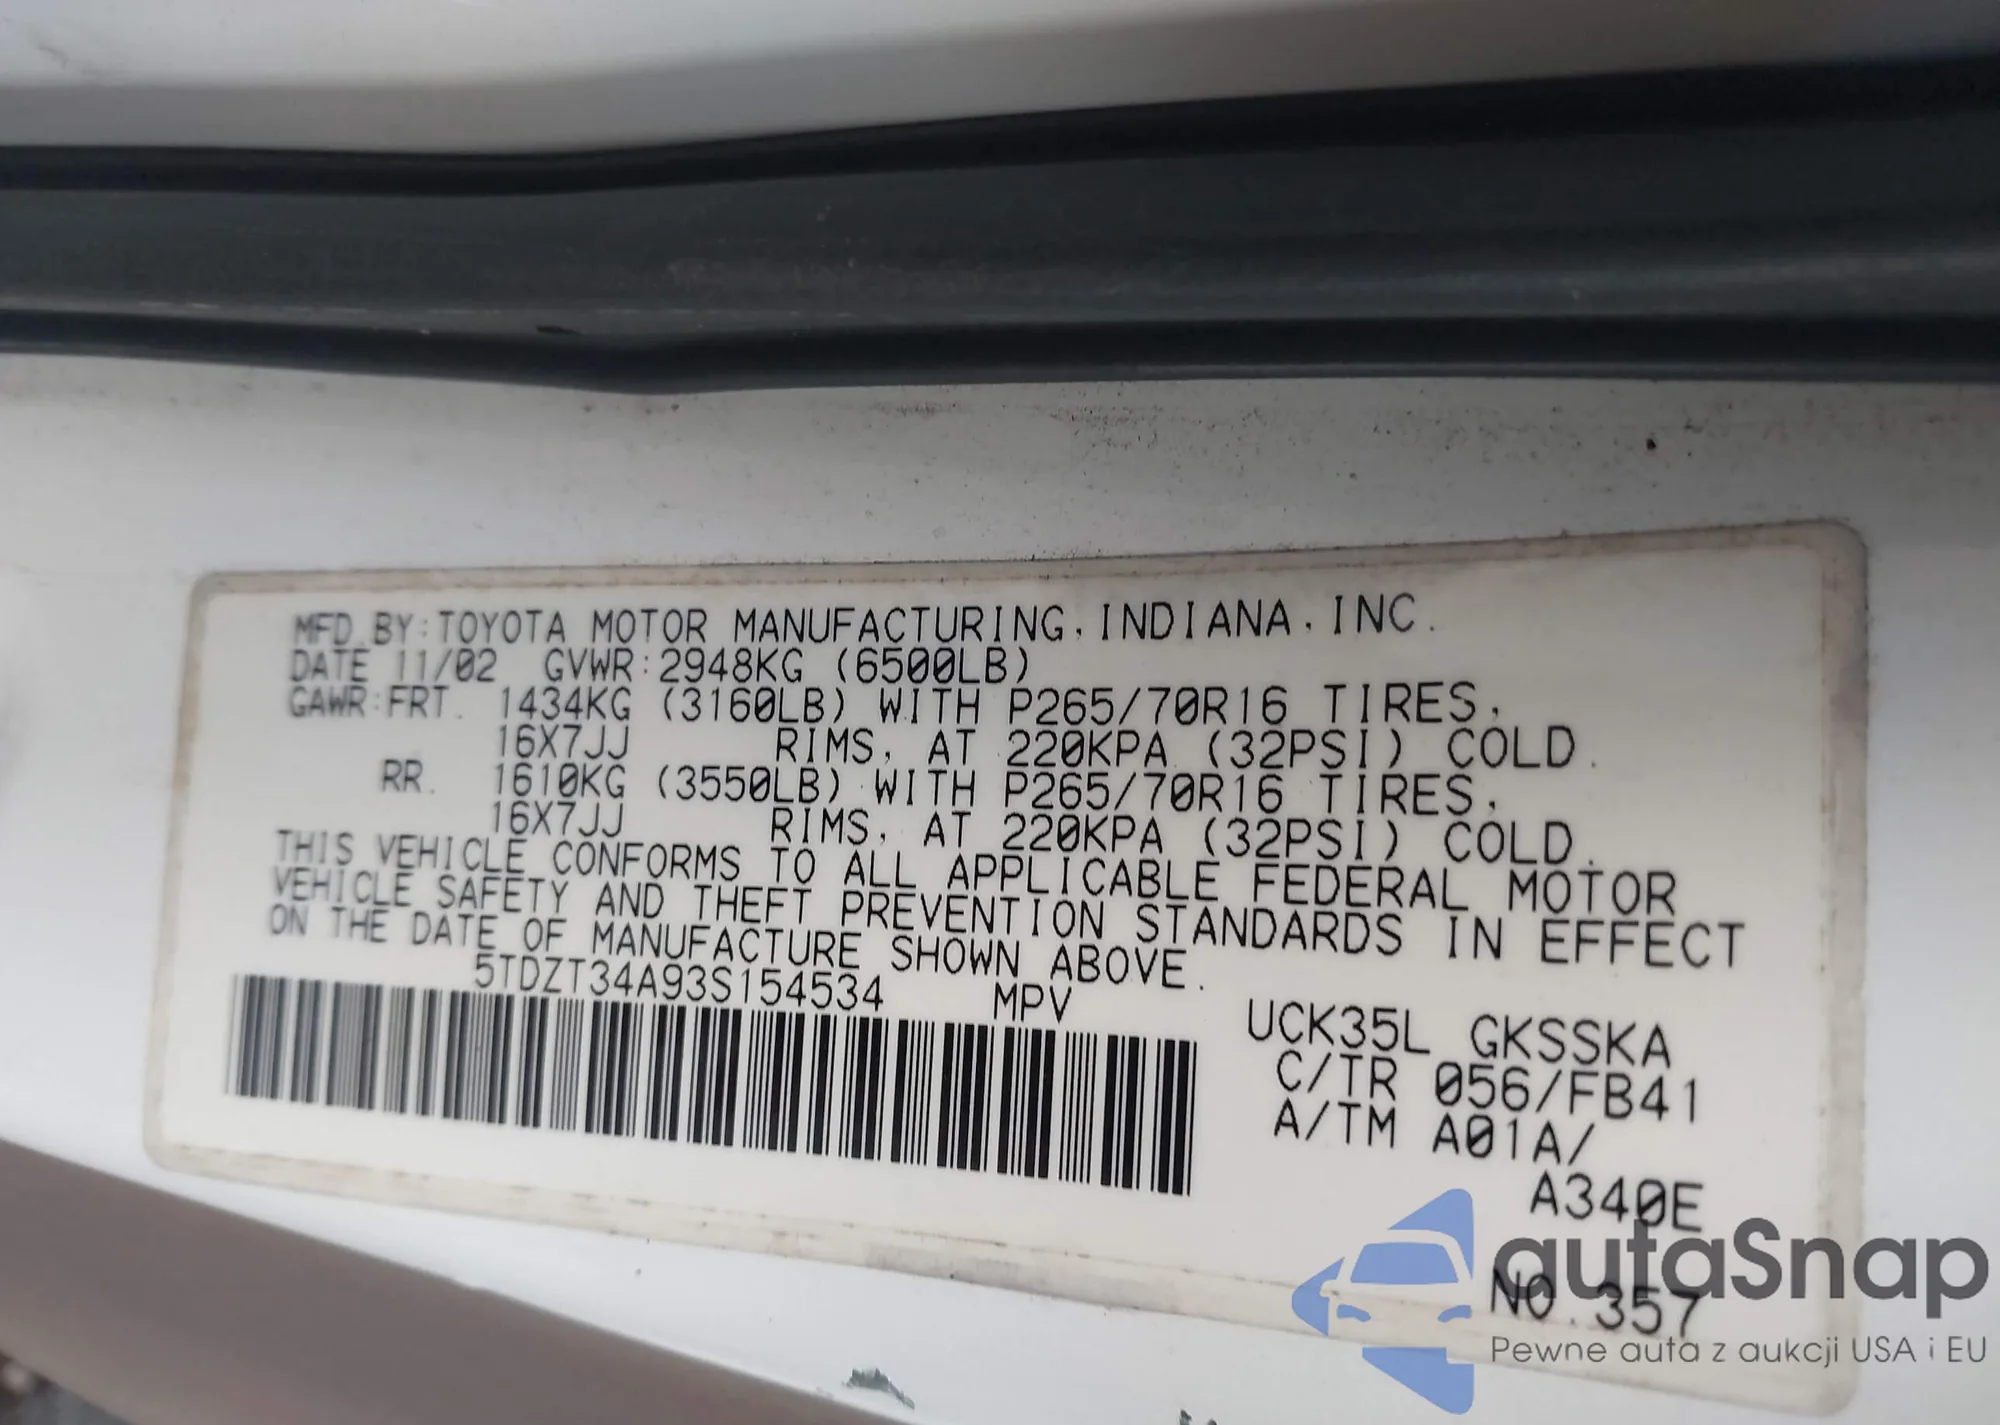 MFD. BY: TOYOTA MOTOR MANUFACTURING, INDIANA, INC.
DATE 11/02 GVWR: 2948KG (6500LB)
GAWR: FRT. 1434KG (3160LB) WITH P265/70R16 TIRES,
16X7JJ RIMS, AT 220KPA (32PSI) COLD.
RR. 1610KG (3550LB) WITH P265/70R16 TIRES,
16X7JJ RIMS, AT 220KPA (32PSI) COLD.
THIS VEHICLE CONFORMS TO ALL APPLICABLE FEDERAL MOTOR
VEHICLE SAFETY AND THEFT PREVENTION STANDARDS IN EFFECT
ON THE DATE OF MANUFACTURE SHOWN ABOVE.
5TDZT34A93S154534 MPV
UCK35L GKSSKA
C/TR 056/FB41
A/TM A01A/
A340E
NO. 357
autaSnap
Pewne auta z aukcji USA i EU